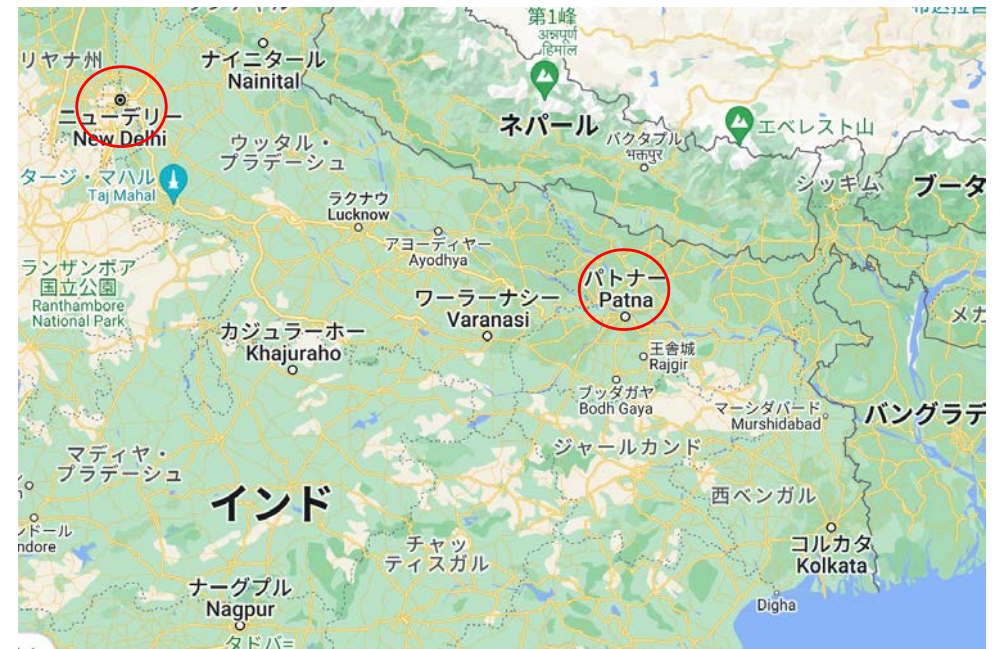 第1峰
अन्नपूर्ण
हिमाल
リヤナ州
ナイニタール
Nainital
ニューデリー
New Delhi
ネパール
バクタプル
भक्तपुर
エベレスト山
ウッタル・
プラデーシュ
タージ・マハル
Taj Mahal
シッキム
ブータ
ラクナウ
Lucknow
アヨーディヤー
Ayodhya
ランザンボア
国立公園
Ranthambore
National Park
パトナー
Patna
ワーラーナシー
Varanasi
メガ
カジュラーホー
Khajuraho
王舎城
Rajgir
ブッダガヤ
Bodh Gaya
マーシダバード
Murshidabad
バングラデ
マディヤ・
プラデーシュ
ジャールカンド
インド
西ベンガル
ンドール
ndore
チャッ
ティスガル
コルカタ
Kolkata
ナーグプル
Nagpur
Digha
タドバ=